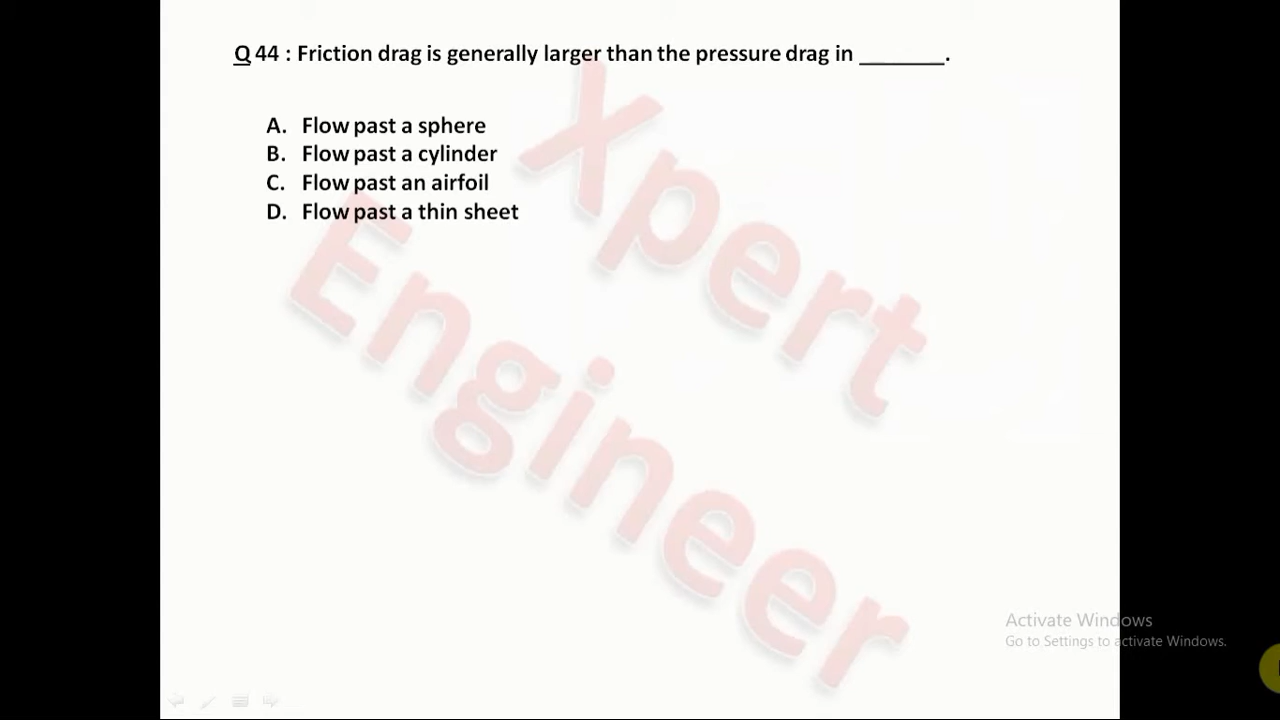 Q 44 : Friction drag is generally larger than the pressure drag in _______.
A. Flow past a sphere
B. Flow past a cylinder
C. Flow past an airfoil
D. Flow past a thin sheet
Xpert
Engineer
Activate Windows
Go to Settings to activate Windows.